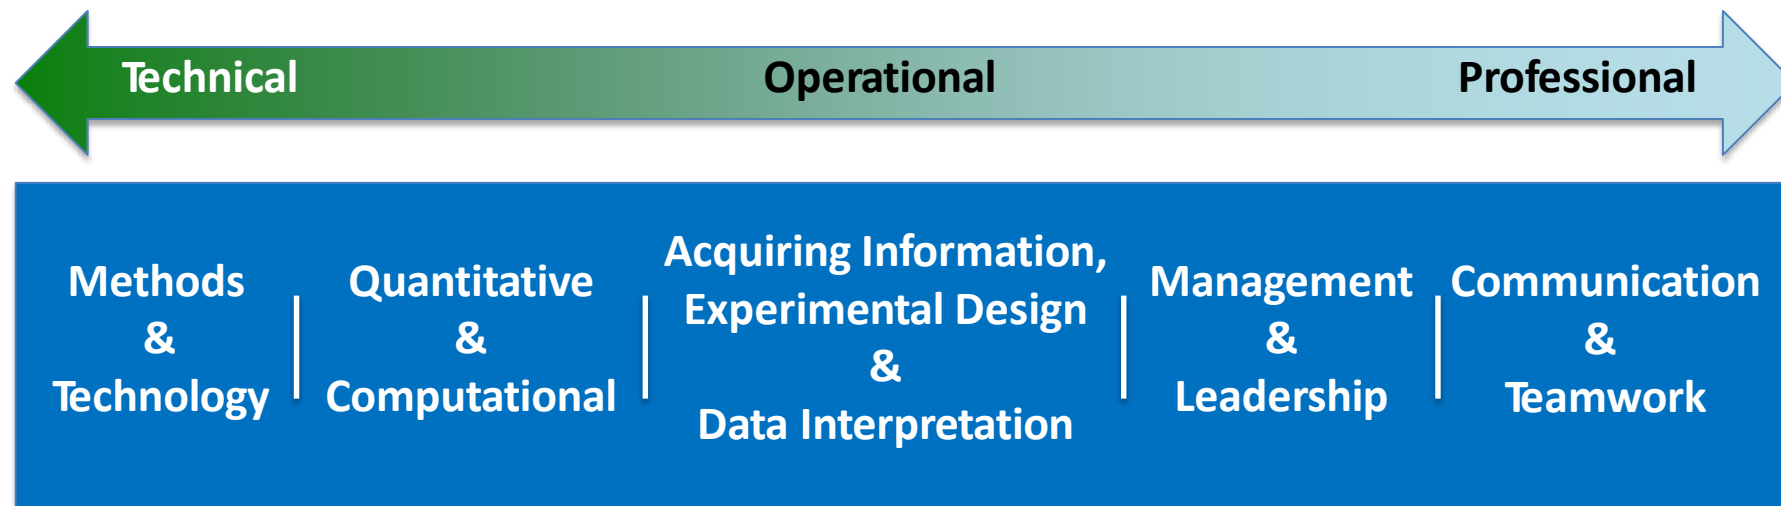 Technical Operational Professional
Methods
&
Technology
Quantitative
&
Computational
Acquiring Information,
Experimental Design
&
Data Interpretation
Management
&
Leadership
Communication
&
Teamwork